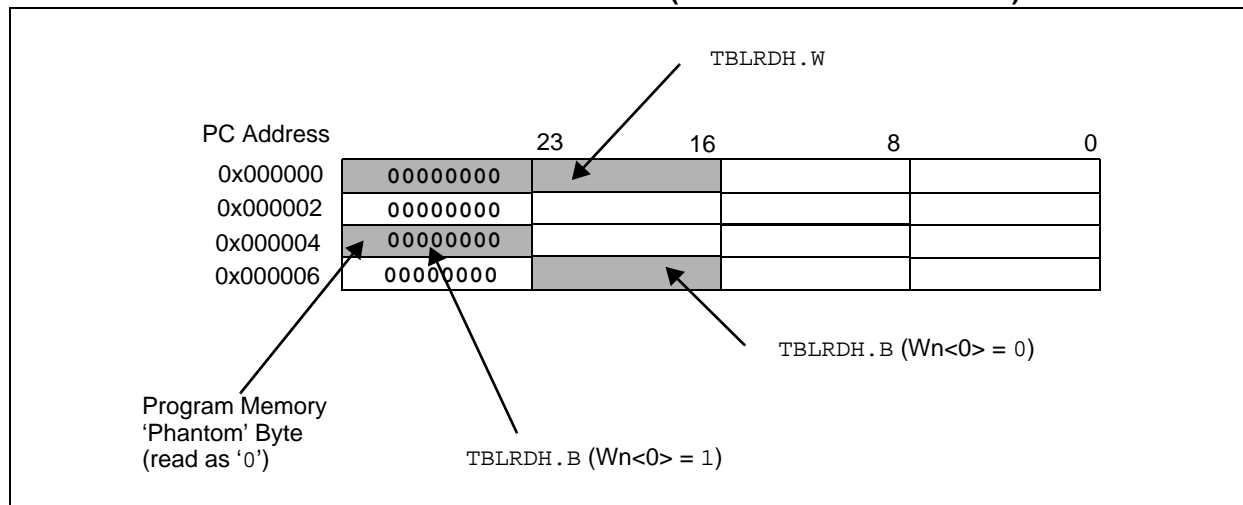 TBLRDH.W
PC Address
23 16 8 0
0x000000 00000000
0x000002 00000000
0x000004 00000000
0x000006 00000000
TBLRDH.B (Wn<0> = 0)
Program Memory
‘Phantom’ Byte
(read as ‘0’)
TBLRDH.B (Wn<0> = 1)